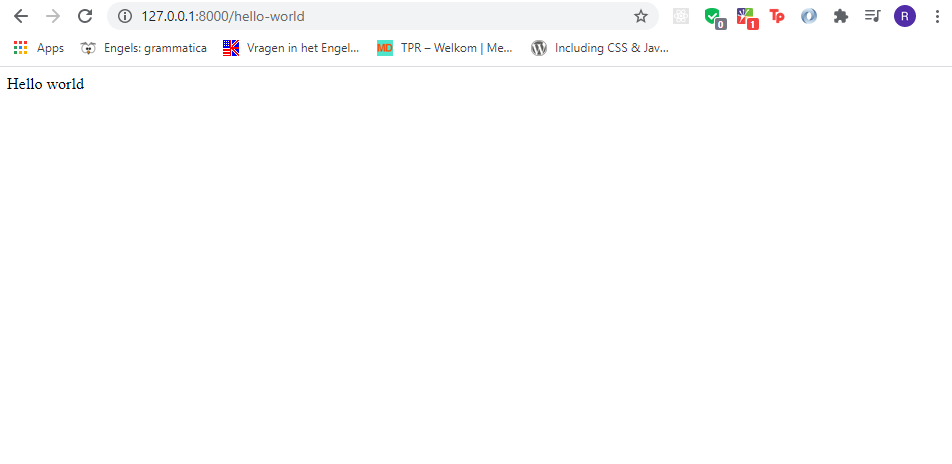 127.0.0.1:8000/hello-world
0
1
Tp
R
Apps
Engels: grammatica
Vragen in het Engel...
MD
TPR – Welkom | Me...
Including CSS & Jav...
Hello world